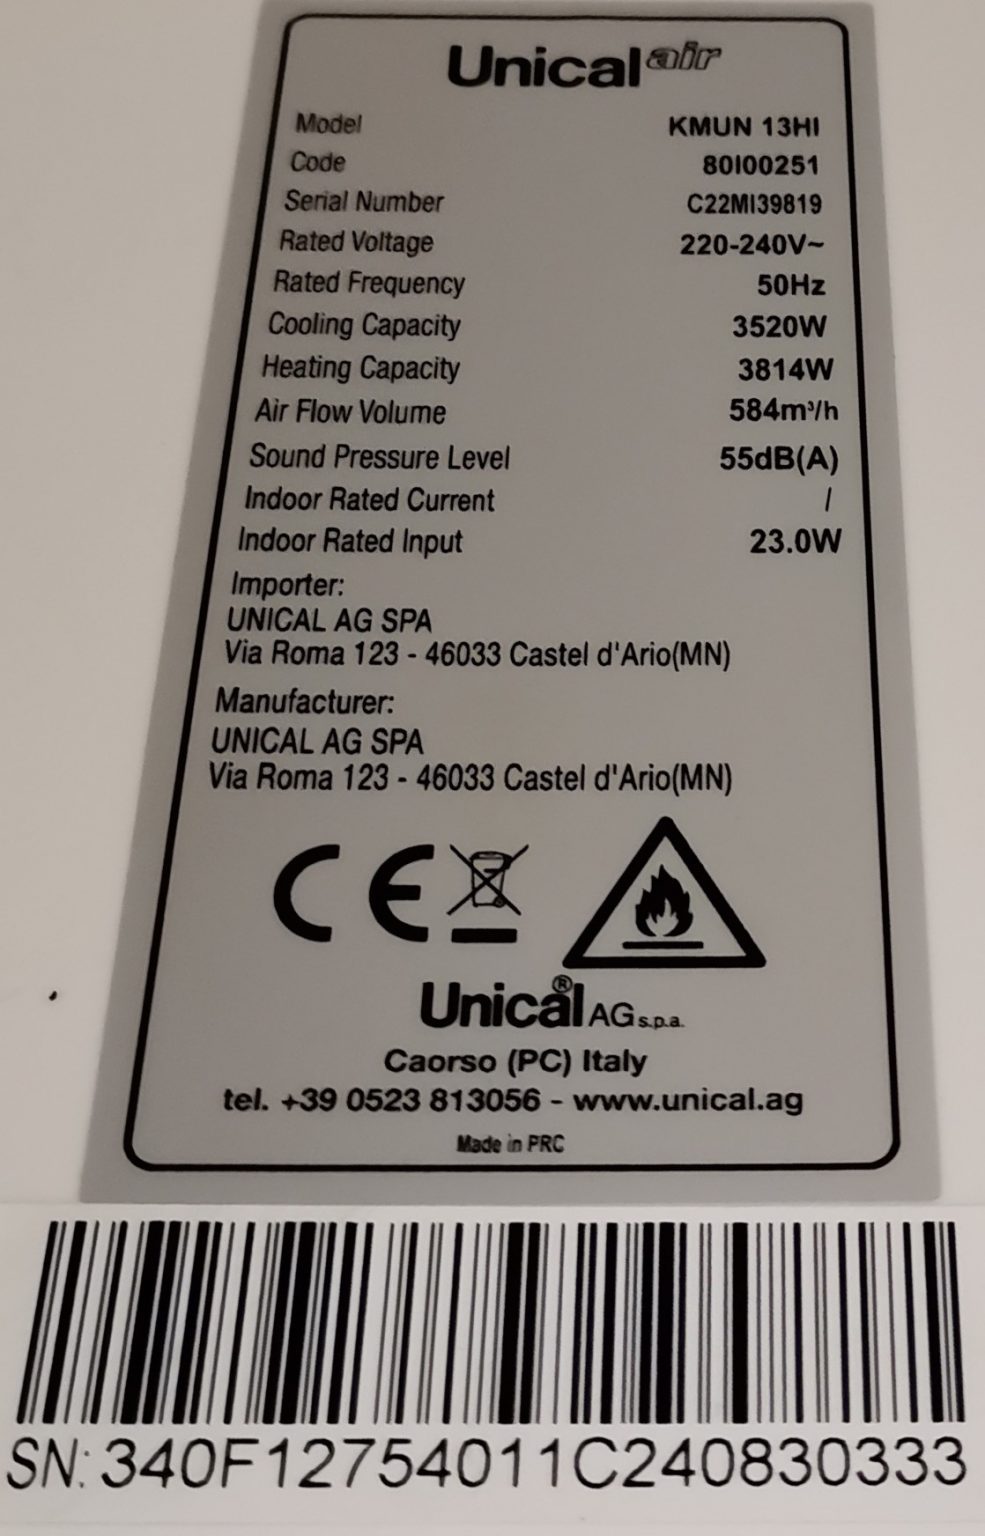 Unical air
Model KMUN 13HI
Code 80I00251
Serial Number C22MI39819
Rated Voltage 220-240V~
Rated Frequency 50Hz
Cooling Capacity 3520W
Heating Capacity 3814W
Air Flow Volume 584m³/h
Sound Pressure Level 55dB(A)
Indoor Rated Current /
Indoor Rated Input 23.0W
Importer:
UNICAL AG SPA
Via Roma 123 - 46033 Castel d'Ario(MN)
Manufacturer:
UNICAL AG SPA
Via Roma 123 - 46033 Castel d'Ario(MN)
CE
Unical® AG s.p.a.
Caorso (PC) Italy
tel. +39 0523 813056 - www.unical.ag
Made in PRC
SN: 340F12754011C240830333